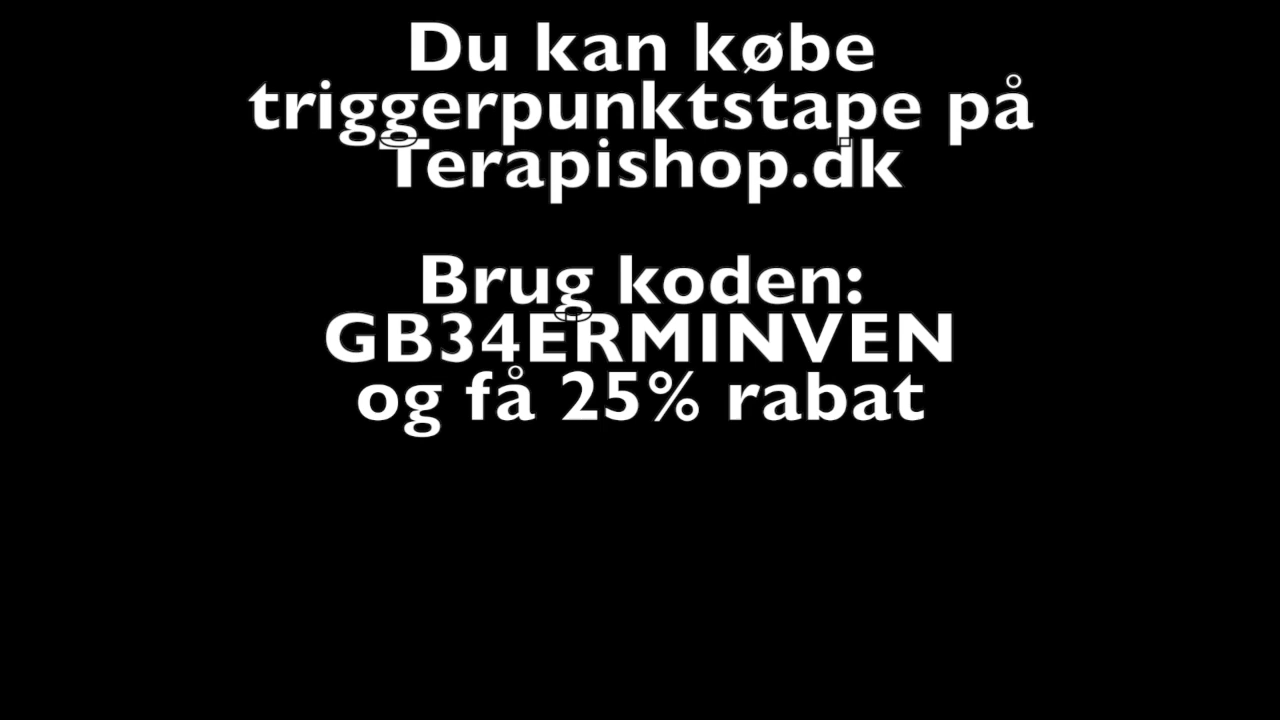 Du kan købe
triggerpunktstape på
Terapishop.dk
Brug koden:
GB34ERMINVEN
og få 25% rabat